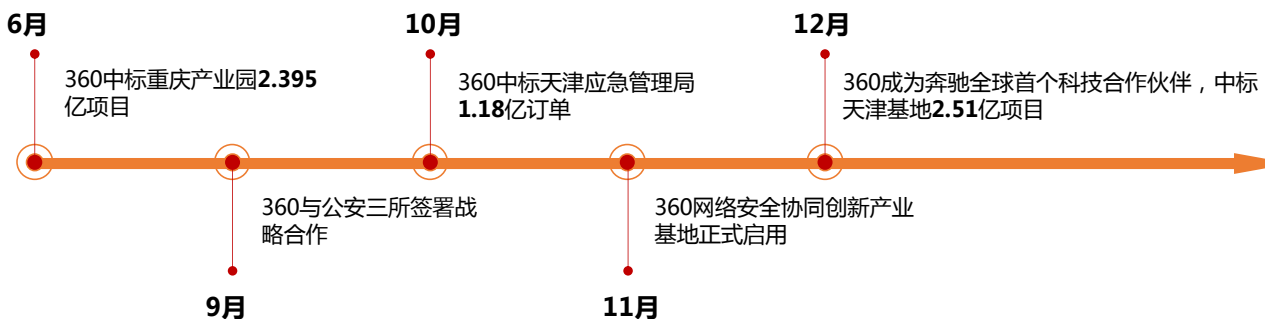 6月
360中标重庆产业园2.395
亿项目
9月
360与公安三所签署战
略合作
10月
360中标天津应急管理局
1.18亿订单
11月
360网络安全协同创新产业
基地正式启用
12月
360成为奔驰全球首个科技合作伙伴，中标
天津基地2.51亿项目